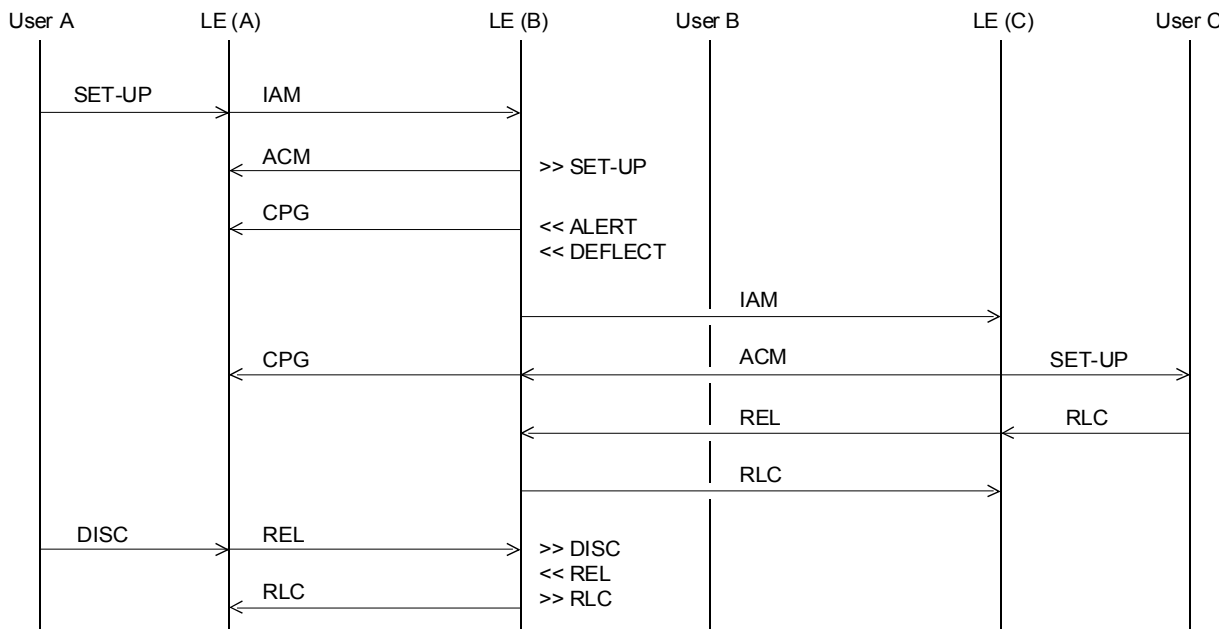 User A LE (A) LE (B) User B LE (C) User C
SET-UP IAM
ACM >> SET-UP
CPG << ALERT
<< DEFLECT
IAM
CPG ACM SET-UP
REL RLC
RLC
DISC REL >> DISC
<< REL
RLC >> RLC